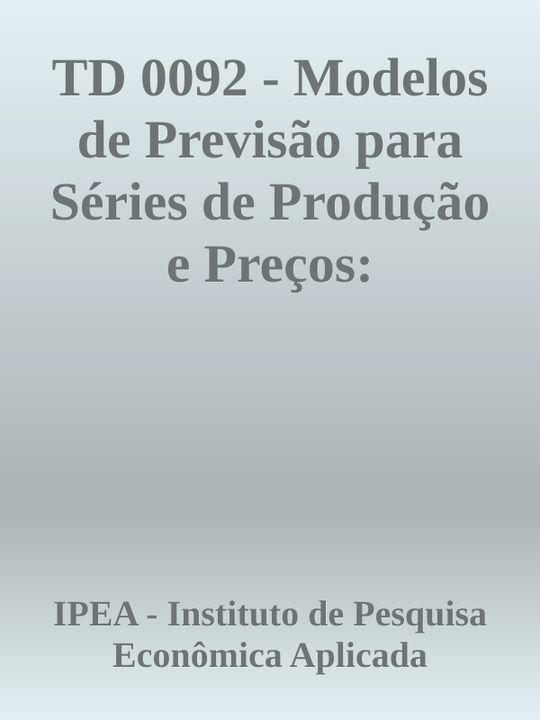 TD 0092 - Modelos
de Previsão para
Séries de Produção
e Preços:
IPEA - Instituto de Pesquisa
Econômica Aplicada